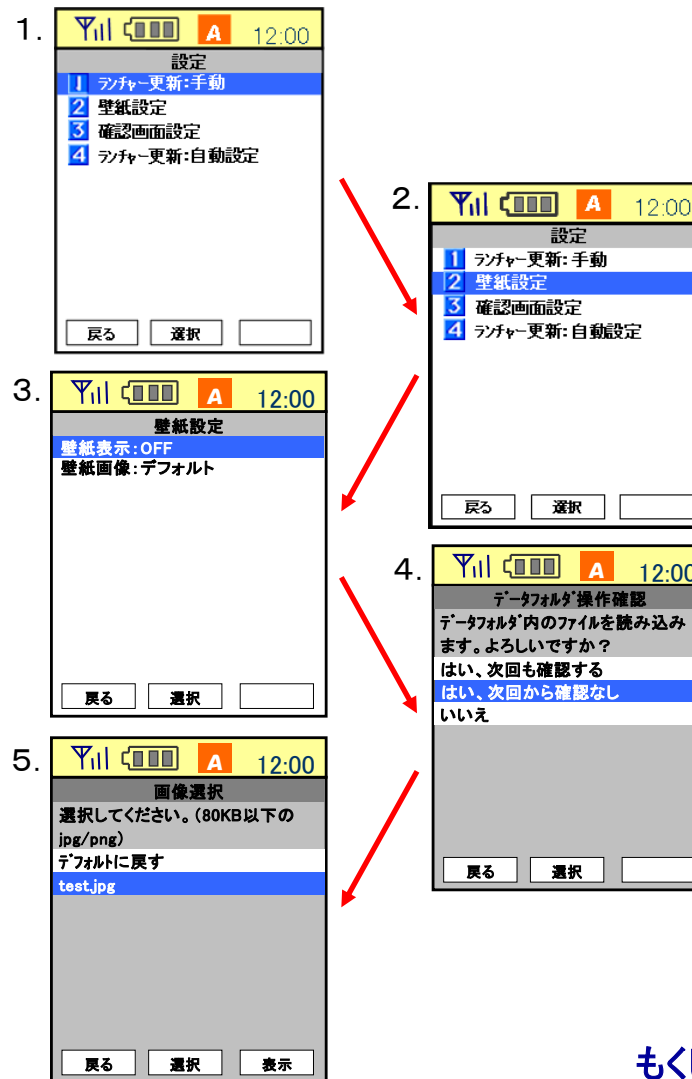 1.
A 12:00
設定
1 ランチャー更新:手動
2 壁紙設定
3 確認画面設定
4 ランチャー更新:自動設定
戻る 選択
2.
A 12:00
設定
1 ランチャー更新:手動
2 壁紙設定
3 確認画面設定
4 ランチャー更新:自動設定
戻る 選択
3.
A 12:00
壁紙設定
壁紙表示:OFF
壁紙画像:デフォルト
戻る 選択
4.
A 12:00
データフォルダ操作確認
データフォルダ内のファイルを読み込み
ます。よろしいですか?
はい、次回も確認する
はい、次回から確認なし
いいえ
戻る 選択
5.
A 12:00
画像選択
選択してください。(80KB以下の
jpg/png)
デフォルトに戻す
test.jpg
戻る 選択 表示